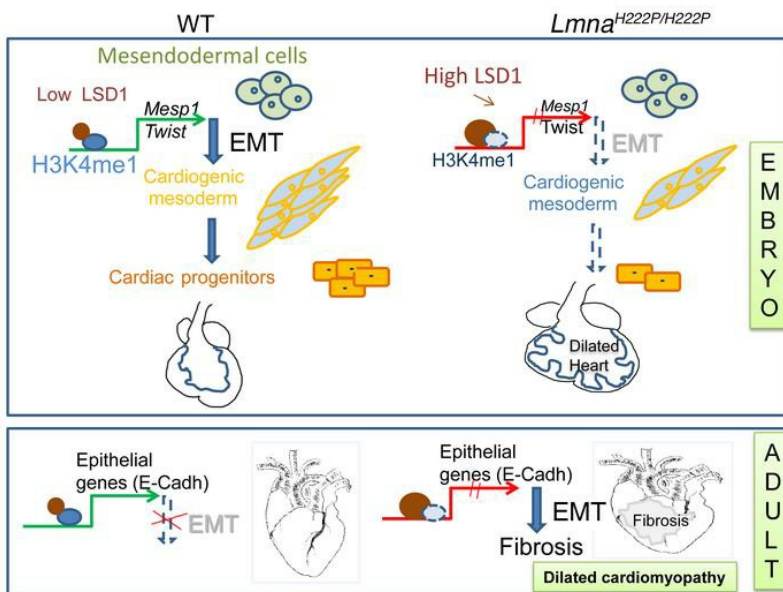 WT
Lmna^H222P/H222P
Mesendodermal cells
Low LSD1
Mesp1
Twist
EMT
H3K4me1
Cardiogenic
mesoderm
Cardiac progenitors
High LSD1
Mesp1
Twist
EMT
H3K4me1
Cardiogenic
mesoderm
Dilated
Heart
EMBRYO
Epithelial
genes (E-Cadh)
EMT
Epithelial
genes (E-Cadh)
EMT
Fibrosis
Fibrosis
Dilated cardiomyopathy
ADULT